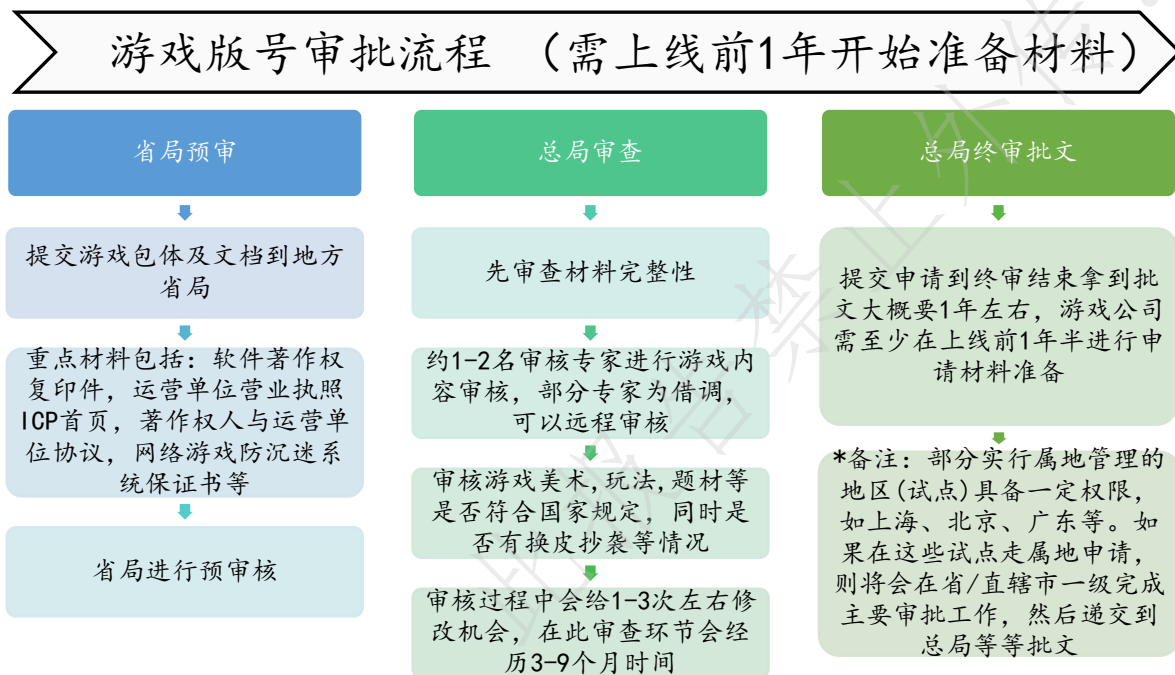 游戏版号审批流程 （需上线前1年开始准备材料）
省局预审
提交游戏包体及文档到地方
省局
重点材料包括：软件著作权
复印件，运营单位营业执照
ICP首页，著作权人与运营单
位协议，网络游戏防沉迷系
统保证书等
省局进行预审核
总局审查
先审查材料完整性
约1-2名审核专家进行游戏内
容审核，部分专家为借调，
可以远程审核
审核游戏美术,玩法,题材等
是否符合国家规定，同时是
否有换皮抄袭等情况
审核过程中会给1-3次左右修
改机会，在此审查环节会经
历3-9个月时间
总局终审批文
提交申请到终审结束拿到批
文大概要1年左右，游戏公司
需至少在上线前1年半进行申
请材料准备
*备注：部分实行属地管理的
地区(试点)具备一定权限，
如上海、北京、广东等。如
果在这些试点走属地申请，
则将会在省/直辖市一级完成
主要审批工作，然后递交到
总局等等批文
此报告禁止外传